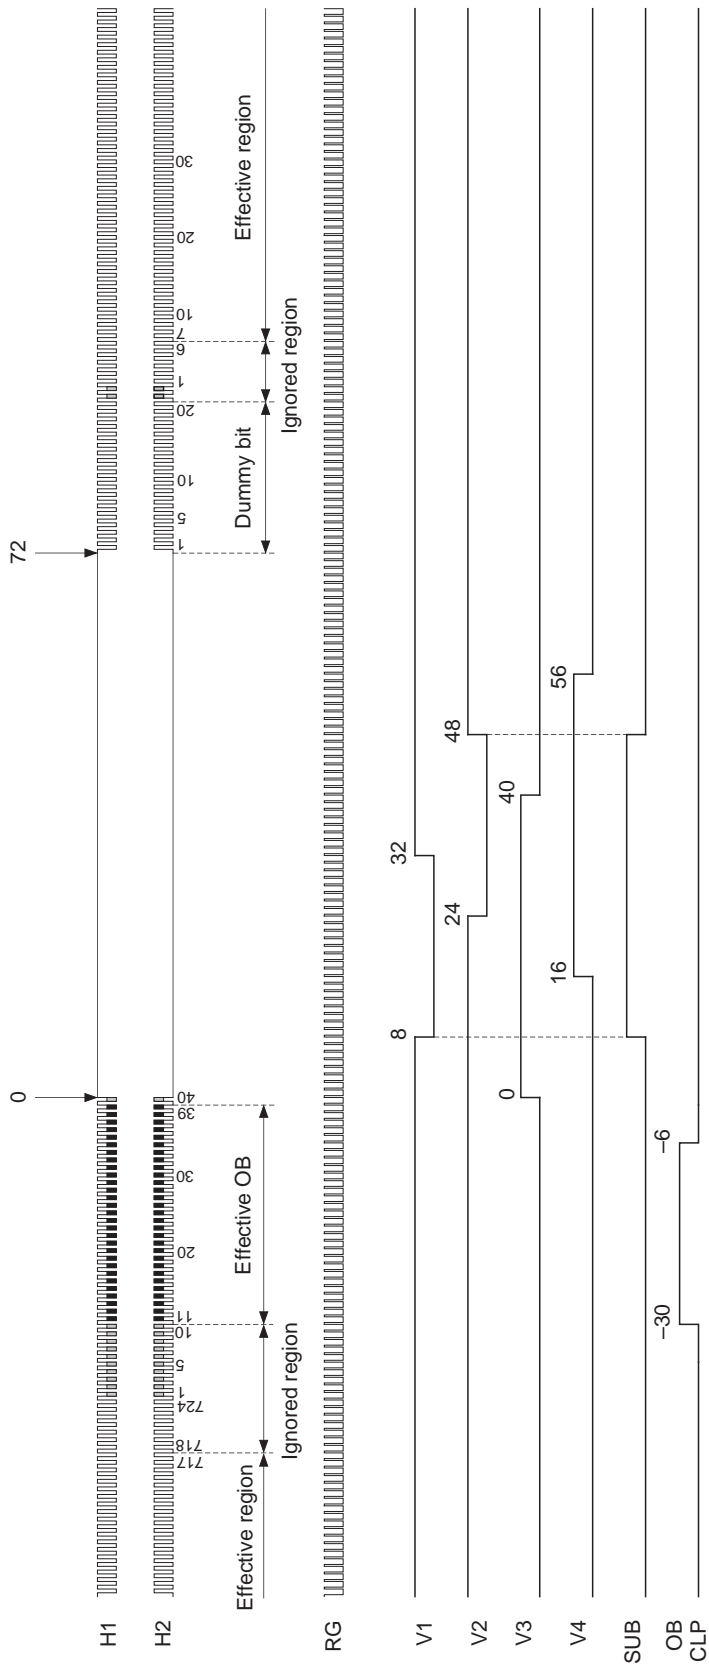 0
72
H1
H2
717
718
724
1
5
10
11
20
30
39
40
1
5
10
20
1
6
7
10
20
30
Effective region
Ignored region
Effective OB
Dummy bit
Ignored region
Effective region
RG
V1
8
32
V2
24
48
V3
0
40
V4
16
56
SUB
OB
CLP
–30
–6